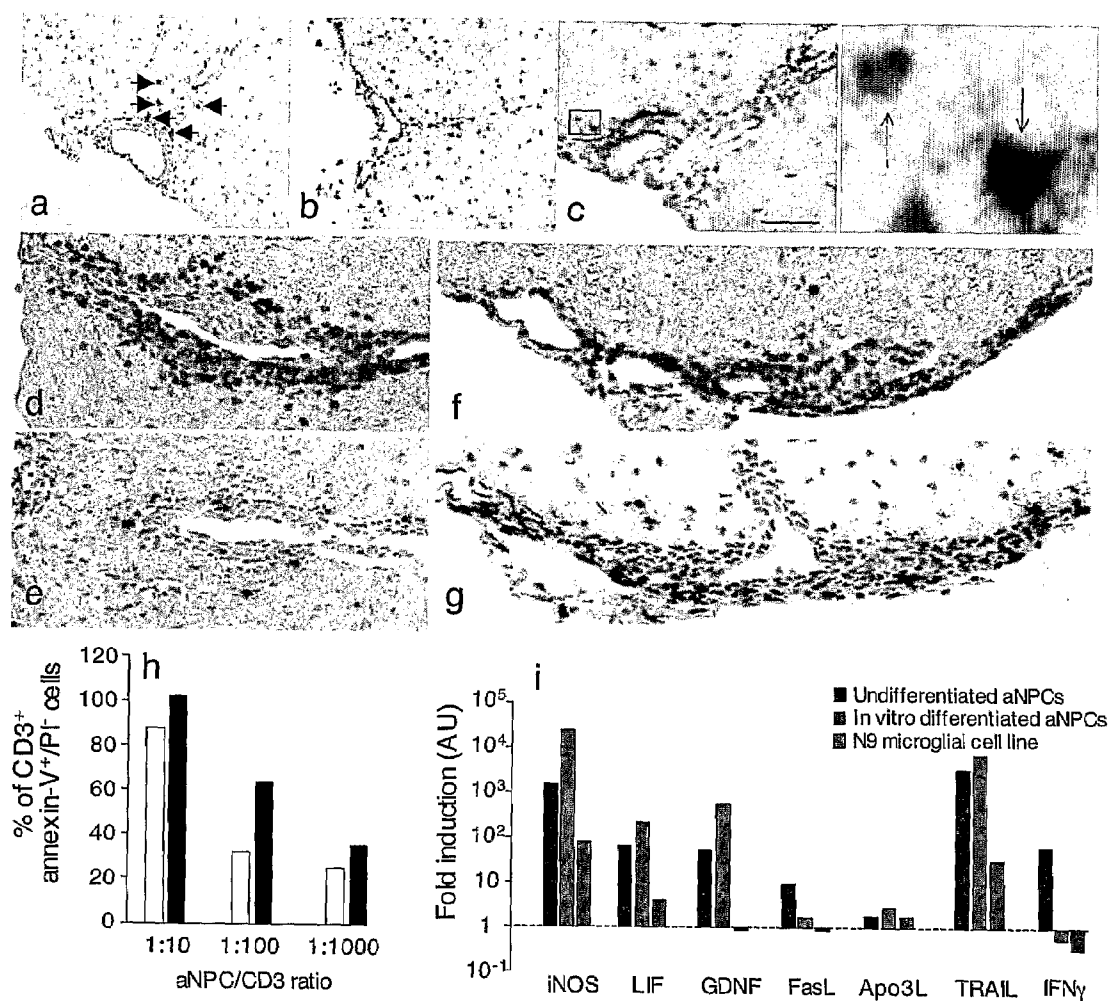 a
b
c
d
f
e
g
h
120
100
80
60
40
20
0
% of CD3+
annexin-V+/PI- cells
1:10 1:100 1:1000
aNPC/CD3 ratio
i
Undifferentiated aNPCs
In vitro differentiated aNPCs
N9 microglial cell line
10^5
10^4
10^3
10^2
10
1
10^-1
Fold induction (AU)
iNOS LIF GDNF FasL Apo3L TRAIL IFNγ